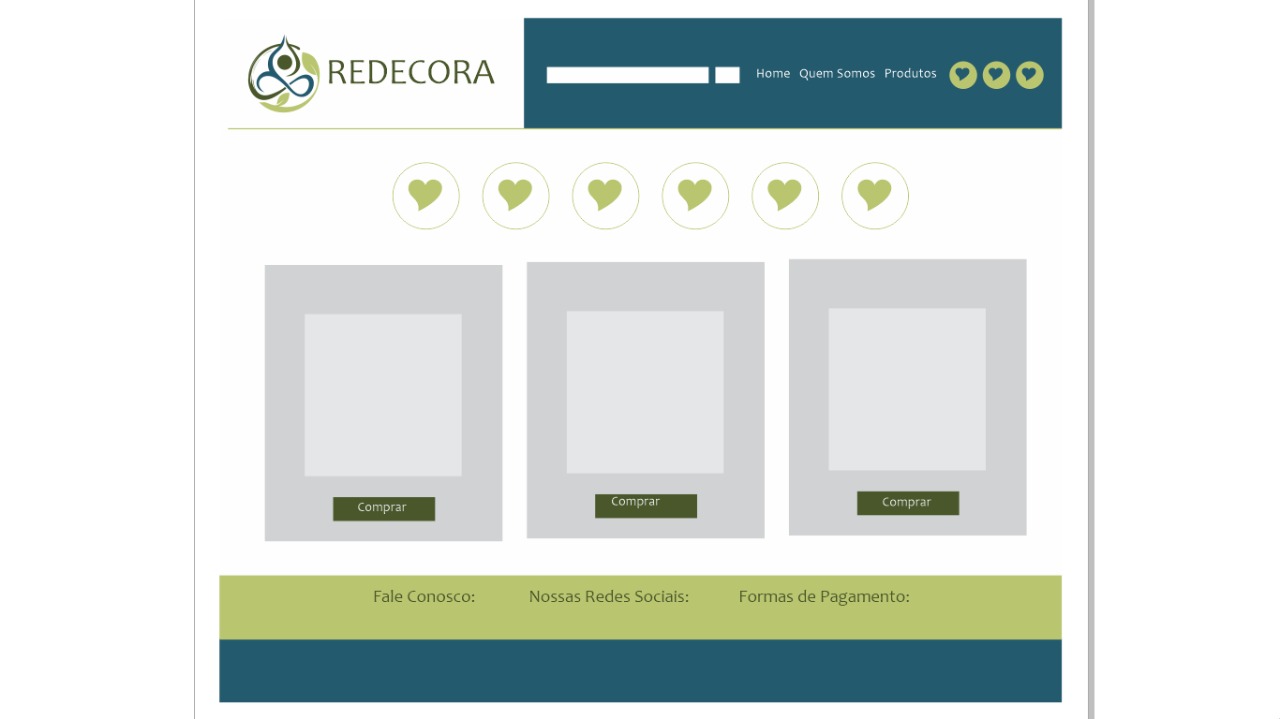 REDECORA
Home Quem Somos Produtos
Comprar
Comprar
Comprar
Fale Conosco: Nossas Redes Sociais: Formas de Pagamento: